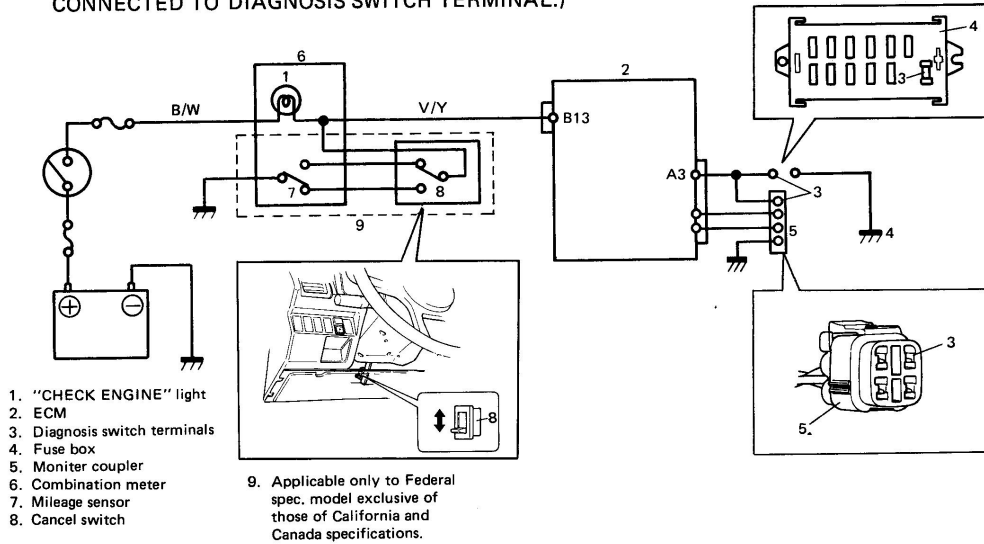 CONNECTED TO DIAGNOSIS SWITCH TERMINAL.)
6
1
B/W
V/Y
2
B13
A3
7
8
9
3
5
4
4
3
8
3
5.
1. "CHECK ENGINE" light
2. ECM
3. Diagnosis switch terminals
4. Fuse box
5. Moniter coupler
6. Combination meter
7. Mileage sensor
8. Cancel switch
9. Applicable only to Federal
spec. model exclusive of
those of California and
Canada specifications.